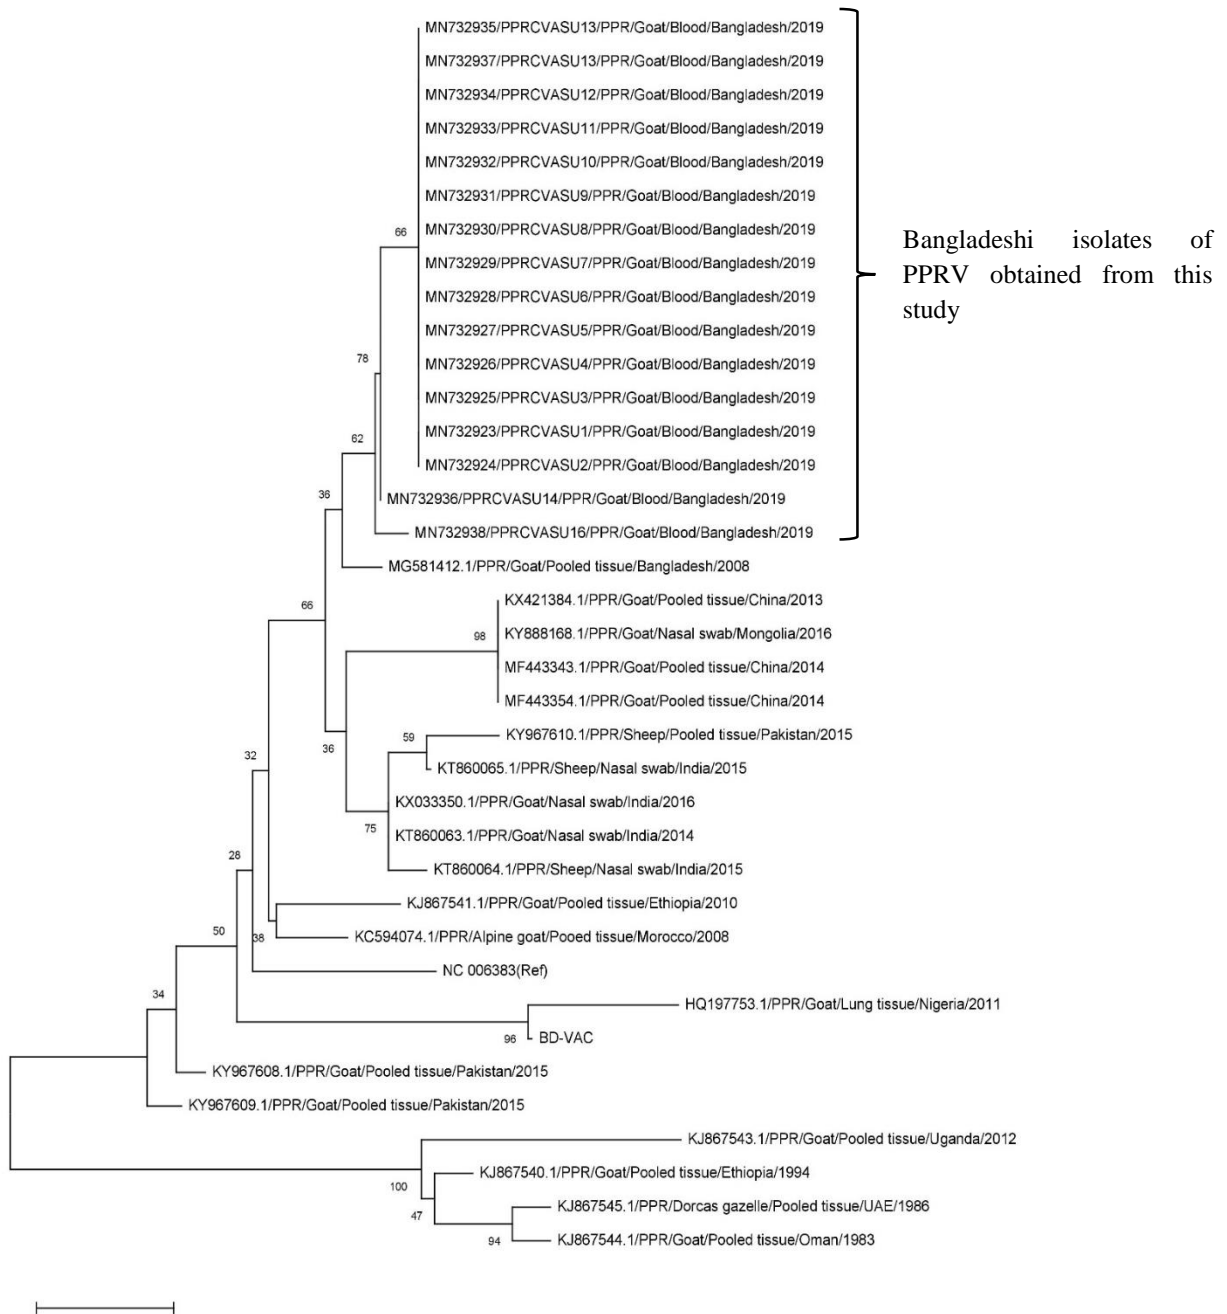 MN732935/PPRCVASU13/PPR/Goat/Blood/Bangladesh/2019
MN732937/PPRCVASU13/PPR/Goat/Blood/Bangladesh/2019
MN732934/PPRCVASU12/PPR/Goat/Blood/Bangladesh/2019
MN732933/PPRCVASU11/PPR/Goat/Blood/Bangladesh/2019
MN732932/PPRCVASU10/PPR/Goat/Blood/Bangladesh/2019
MN732931/PPRCVASU9/PPR/Goat/Blood/Bangladesh/2019
66
MN732930/PPRCVASU8/PPR/Goat/Blood/Bangladesh/2019
MN732929/PPRCVASU7/PPR/Goat/Blood/Bangladesh/2019
MN732928/PPRCVASU6/PPR/Goat/Blood/Bangladesh/2019
MN732927/PPRCVASU5/PPR/Goat/Blood/Bangladesh/2019
78
MN732926/PPRCVASU4/PPR/Goat/Blood/Bangladesh/2019
MN732925/PPRCVASU3/PPR/Goat/Blood/Bangladesh/2019
MN732923/PPRCVASU1/PPR/Goat/Blood/Bangladesh/2019
62
MN732924/PPRCVASU2/PPR/Goat/Blood/Bangladesh/2019
36
MN732936/PPRCVASU14/PPR/Goat/Blood/Bangladesh/2019
MN732938/PPRCVASU16/PPR/Goat/Blood/Bangladesh/2019
Bangladeshi isolates of
PPRV obtained from this
study
MG581412.1/PPR/Goat/Pooled tissue/Bangladesh/2008
66
KX421384.1/PPR/Goat/Pooled tissue/China/2013
98
KY888168.1/PPR/Goat/Nasal swab/Mongolia/2016
MF443343.1/PPR/Goat/Pooled tissue/China/2014
MF443354.1/PPR/Goat/Pooled tissue/China/2014
59
KY967610.1/PPR/Sheep/Pooled tissue/Pakistan/2015
36
32
KT860065.1/PPR/Sheep/Nasal swab/India/2015
KX033350.1/PPR/Goat/Nasal swab/India/2016
75
KT860063.1/PPR/Goat/Nasal swab/India/2014
28
KT860064.1/PPR/Sheep/Nasal swab/India/2015
KJ867541.1/PPR/Goat/Pooled tissue/Ethiopia/2010
50
38
KC594074.1/PPR/Alpine goat/Pooed tissue/Morocco/2008
NC 006383(Ref)
34
HQ197753.1/PPR/Goat/Lung tissue/Nigeria/2011
96
BD-VAC
KY967608.1/PPR/Goat/Pooled tissue/Pakistan/2015
KY967609.1/PPR/Goat/Pooled tissue/Pakistan/2015
KJ867543.1/PPR/Goat/Pooled tissue/Uganda/2012
KJ867540.1/PPR/Goat/Pooled tissue/Ethiopia/1994
100
47
KJ867545.1/PPR/Dorcas gazelle/Pooled tissue/UAE/1986
94
KJ867544.1/PPR/Goat/Pooled tissue/Oman/1983